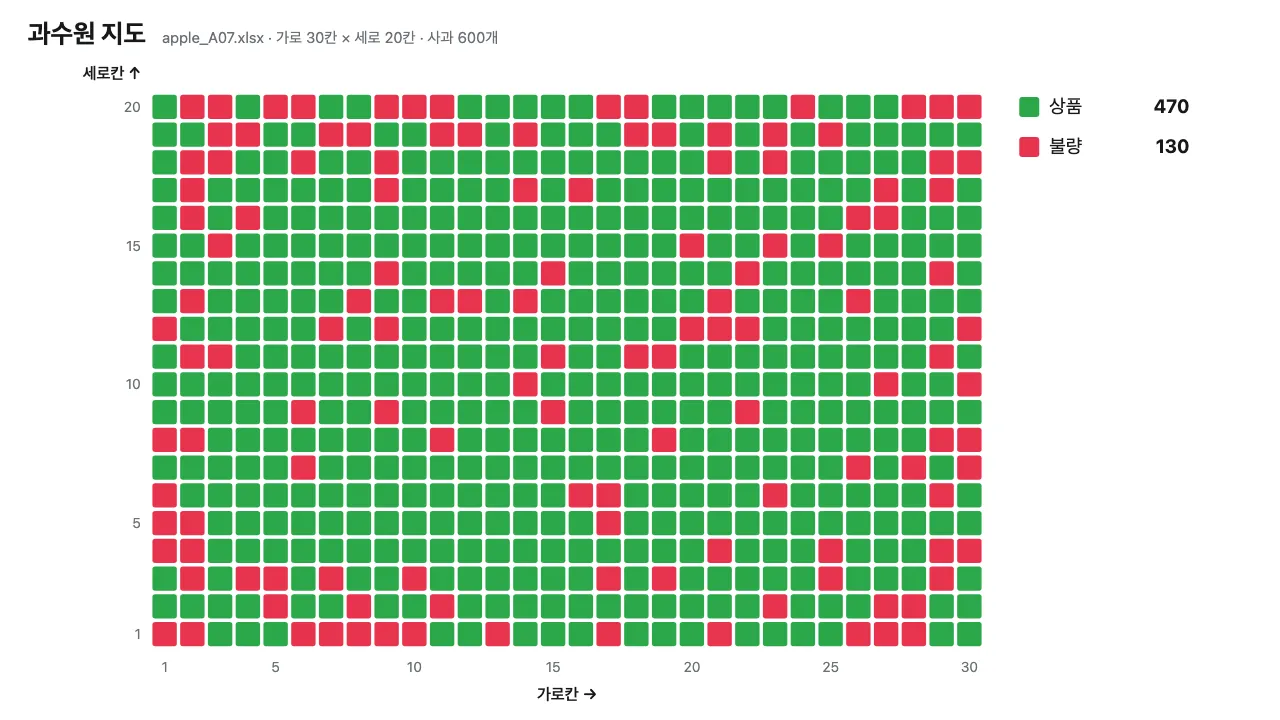 과수원 지도 apple_A07.xlsx · 가로 30칸 × 세로 20칸 · 사과 600개
세로칸 ↑
20
15
10
5
1
1 5 10 15 20 25 30
가로칸 →
상품 470
불량 130